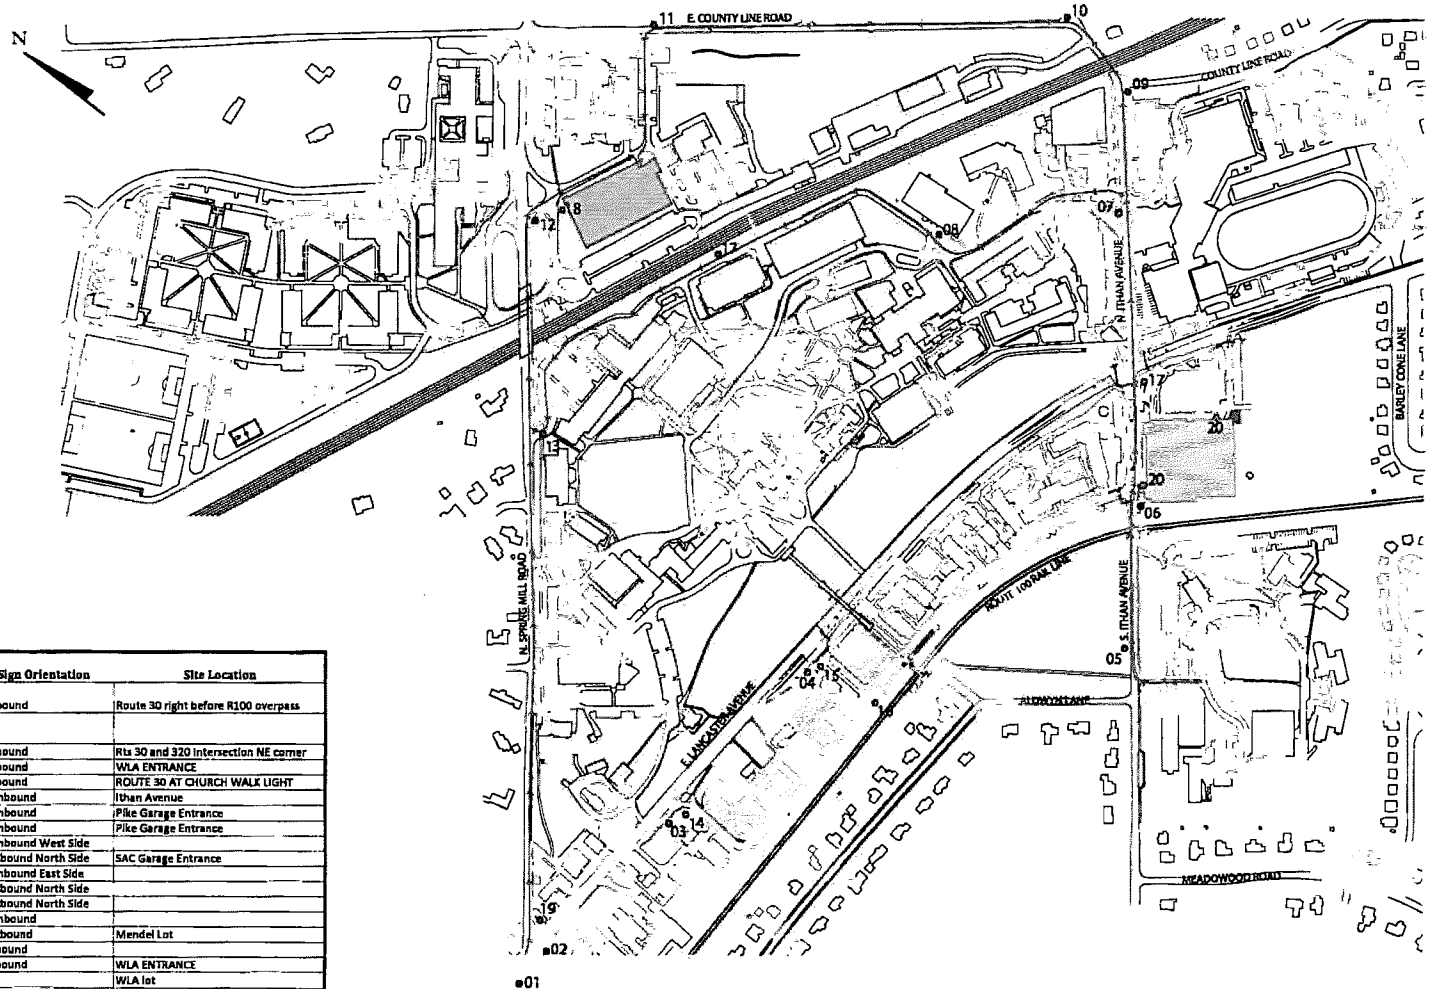 N
11
E. COUNTY LINE ROAD
10
09
COUNTY LINE ROAD
18
12
07
08
17
N. ITHAN AVENUE
BARLEY CONE LANE
17
20
13
20
06
N. SPRING MILL ROAD
ROUTE 100 RAIL LINE
S. ITHAN AVENUE
05
04
15
16
ALDWYN LANE
E. LANCASTER AVENUE
03
14
MEADOWOOD ROAD
19
02
01
Sign Orientation Site Location
bound Route 30 right before R100 overpass
bound Rts 30 and 320 intersection NE corner
bound WLA ENTRANCE
bound ROUTE 30 AT CHURCH WALK LIGHT
hbound Ithan Avenue
hbound Pike Garage Entrance
hbound Pike Garage Entrance
hbound West Side
bound North Side SAC Garage Entrance
hbound East Side
bound North Side
bound North Side
hbound
bound Mendel Lot
bound
bound WLA ENTRANCE
WLA lot